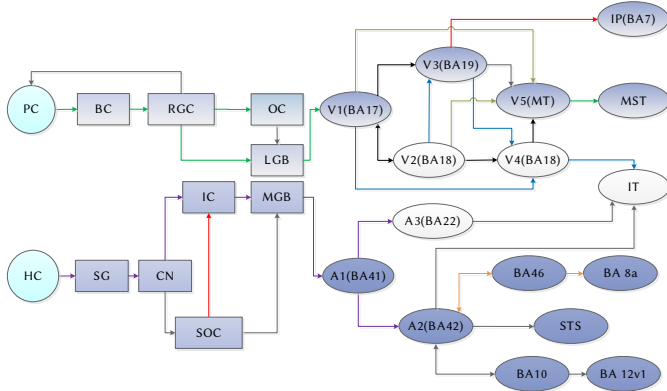 IP(BA7)
V3(BA19)
PC
BC
RGC
OC
V1(BA17)
V5(MT)
MST
LGB
V2(BA18)
V4(BA18)
IT
IC
MGB
A3(BA22)
HC
SG
CN
A1(BA41)
BA46
BA 8a
SOC
A2(BA42)
STS
BA10
BA 12v1